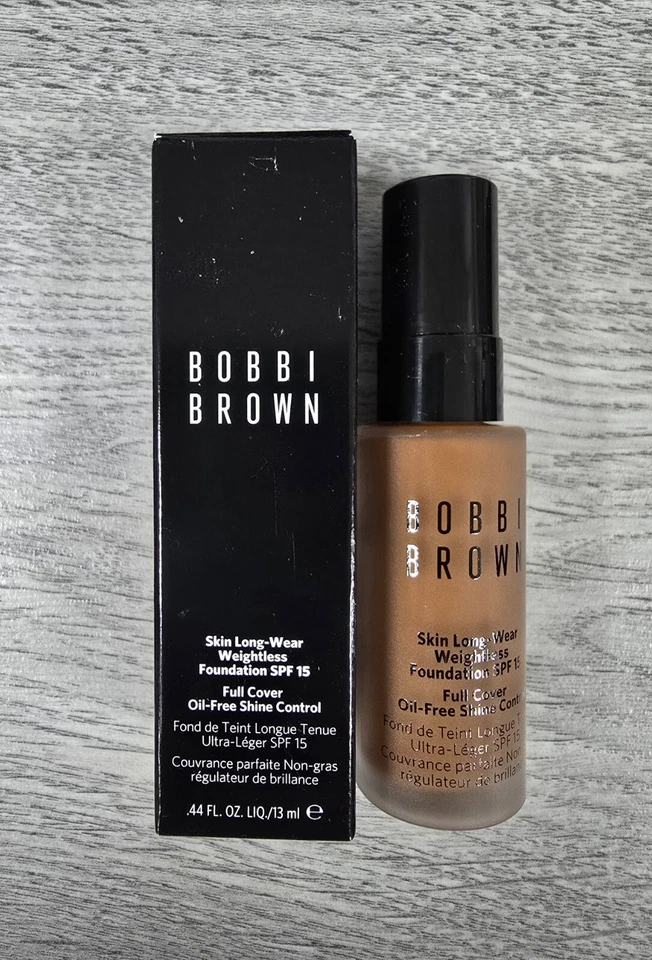 BOBBI
BROWN
Skin Long-Wear
Weightless
Foundation SPF 15
Full Cover
Oil-Free Shine Control
Fond de Teint Longue Tenue
Ultra-Léger SPF 15
Couvrance parfaite Non-gras
régulateur de brillance
.44 FL. OZ. LIQ./13 ml ℮
BOBBI
BROWN
Skin Long-Wear
Weightless
Foundation SPF 15
Full Cover
Oil-Free Shine Contr
Fond de Teint Longue T
Ultra-Léger SPF 15
Couvrance parfaite Non
régulateur de brillan